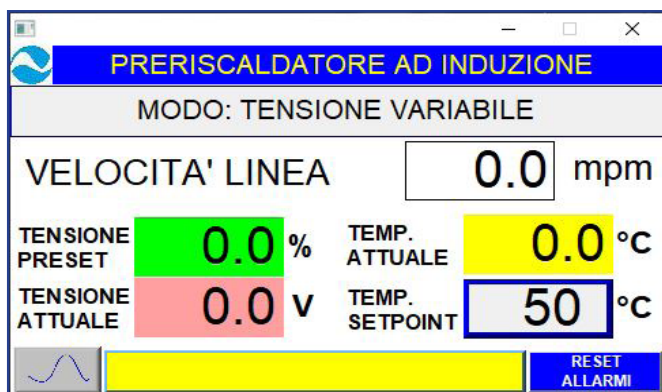 PRERISCALDATORE AD INDUZIONE
MODO: TENSIONE VARIABILE
VELOCITA' LINEA 0.0 mpm
TENSIONE PRESET 0.0 %
TEMP. ATTUALE 0.0 °C
TENSIONE ATTUALE 0.0 V
TEMP. SETPOINT 50 °C
RESET
ALLARMI